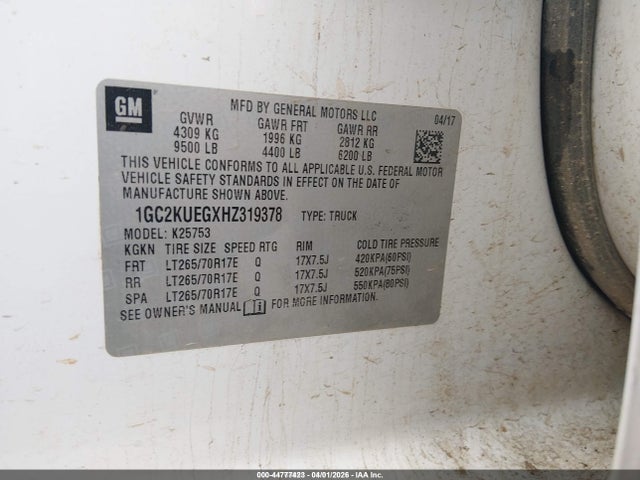 GM
MFD BY GENERAL MOTORS LLC
04/17
GVWR GAWR FRT GAWR RR
4309 KG 1996 KG 2812 KG
9500 LB 4400 LB 6200 LB
THIS VEHICLE CONFORMS TO ALL APPLICABLE U.S. FEDERAL MOTOR
VEHICLE SAFETY STANDARDS IN EFFECT ON THE DATE OF
MANUFACTURE SHOWN ABOVE.
1GC2KUEGXHZ319378 TYPE: TRUCK
MODEL: K25753
KGKN TIRE SIZE SPEED RTG RIM COLD TIRE PRESSURE
FRT LT265/70R17E Q 17X7.5J 420KPA(60PSI)
RR LT265/70R17E Q 17X7.5J 520KPA(75PSI)
SPA LT265/70R17E Q 17X7.5J 550KPA(80PSI)
SEE OWNER'S MANUAL FOR MORE INFORMATION.
000-44777423 - 04/01/2026 - IAA Inc.